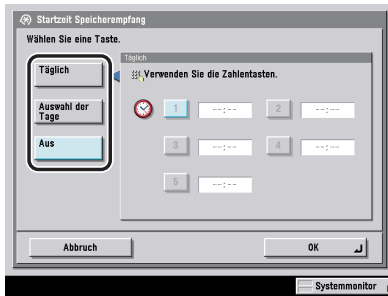 Startzeit Speicherempfang
Wählen Sie eine Taste.
Täglich
Täglich
Verwenden Sie die Zahlentasten.
Auswahl der
Tage
Aus
1 --:-- 2 --:--
3 --:-- 4 --:--
5 --:--
Abbruch OK
Systemmonitor